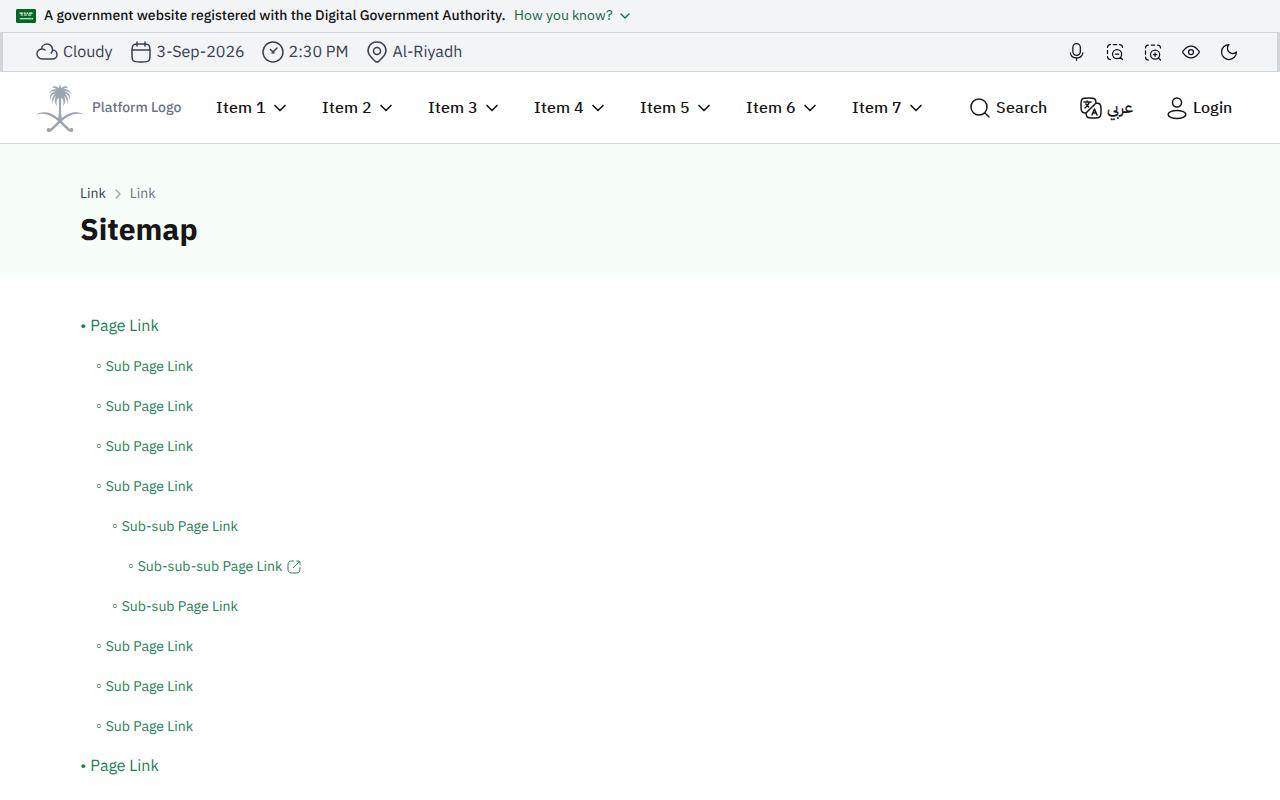 A government website registered with the Digital Government Authority. How you know?
Cloudy 3-Sep-2026 2:30 PM Al-Riyadh
Platform Logo Item 1 Item 2 Item 3 Item 4 Item 5 Item 6 Item 7 Search عربي Login
Link Link
Sitemap
• Page Link
◦ Sub Page Link
◦ Sub Page Link
◦ Sub Page Link
◦ Sub Page Link
◦ Sub-sub Page Link
◦ Sub-sub-sub Page Link
◦ Sub-sub Page Link
◦ Sub Page Link
◦ Sub Page Link
◦ Sub Page Link
• Page Link